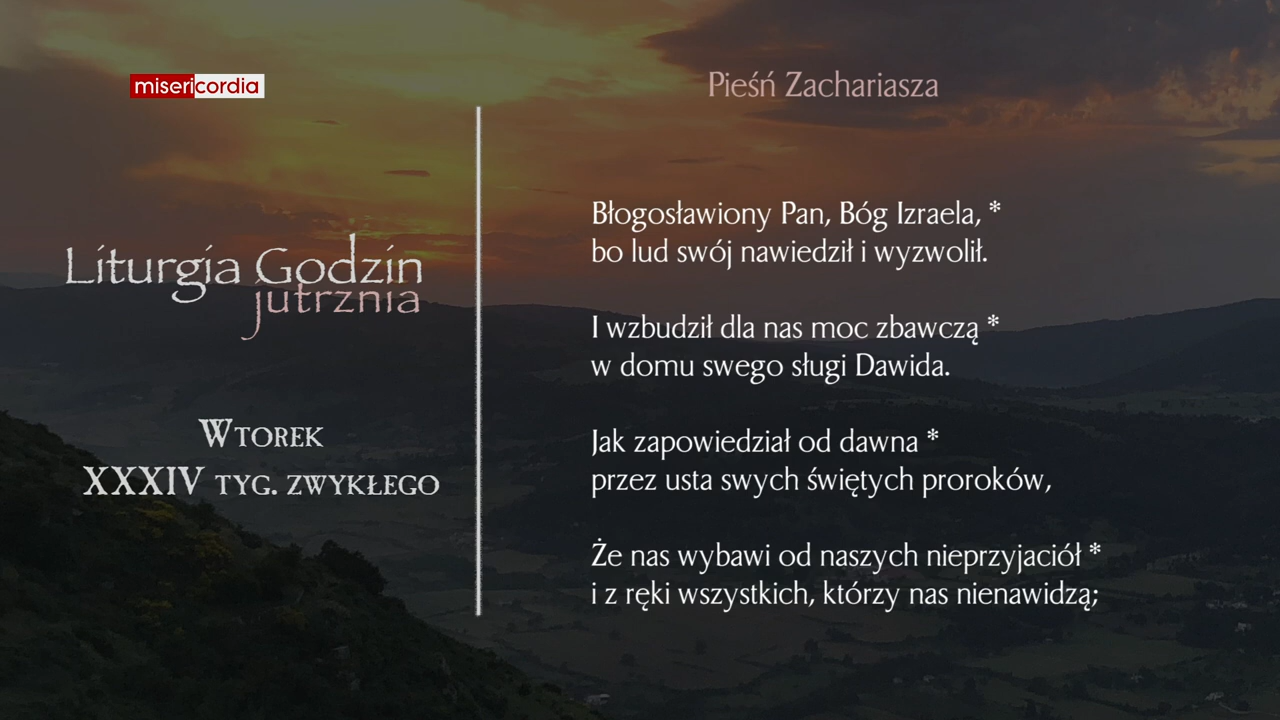 misericordia
Liturgia Godzin
jutrznia
Wtorek
XXXIV tyg. zwykłego
Pieśń Zachariasza
Błogosławiony Pan, Bóg Izraela, *
bo lud swój nawiedził i wyzwolił.
I wzbudził dla nas moc zbawczą *
w domu swego sługi Dawida.
Jak zapowiedział od dawna *
przez usta swych świętych proroków,
Że nas wybawi od naszych nieprzyjaciół *
i z ręki wszystkich, którzy nas nienawidzą;